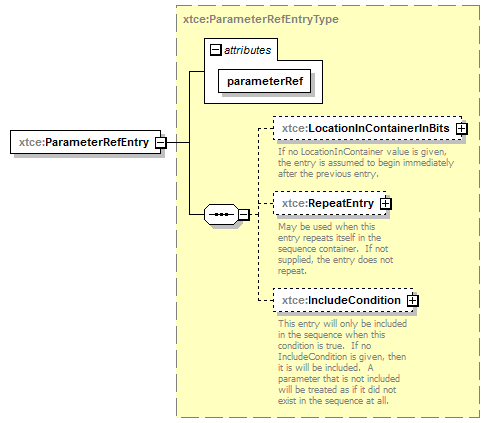 xtce:ParameterRefEntryType
attributes
parameterRef
xtce:ParameterRefEntry
xtce:LocationInContainerInBits
If no LocationInContainer value is given,
the entry is assumed to begin immediately
after the previous entry.
xtce:RepeatEntry
May be used when this
entry repeats itself in the
sequence container.  If not
supplied, the entry does not
repeat.
xtce:IncludeCondition
This entry will only be included
in the sequence when this
condition is true.  If no
IncludeCondition is given, then
it is will be included.  A
parameter that is not included
will be treated as if it did not
exist in the sequence at all.